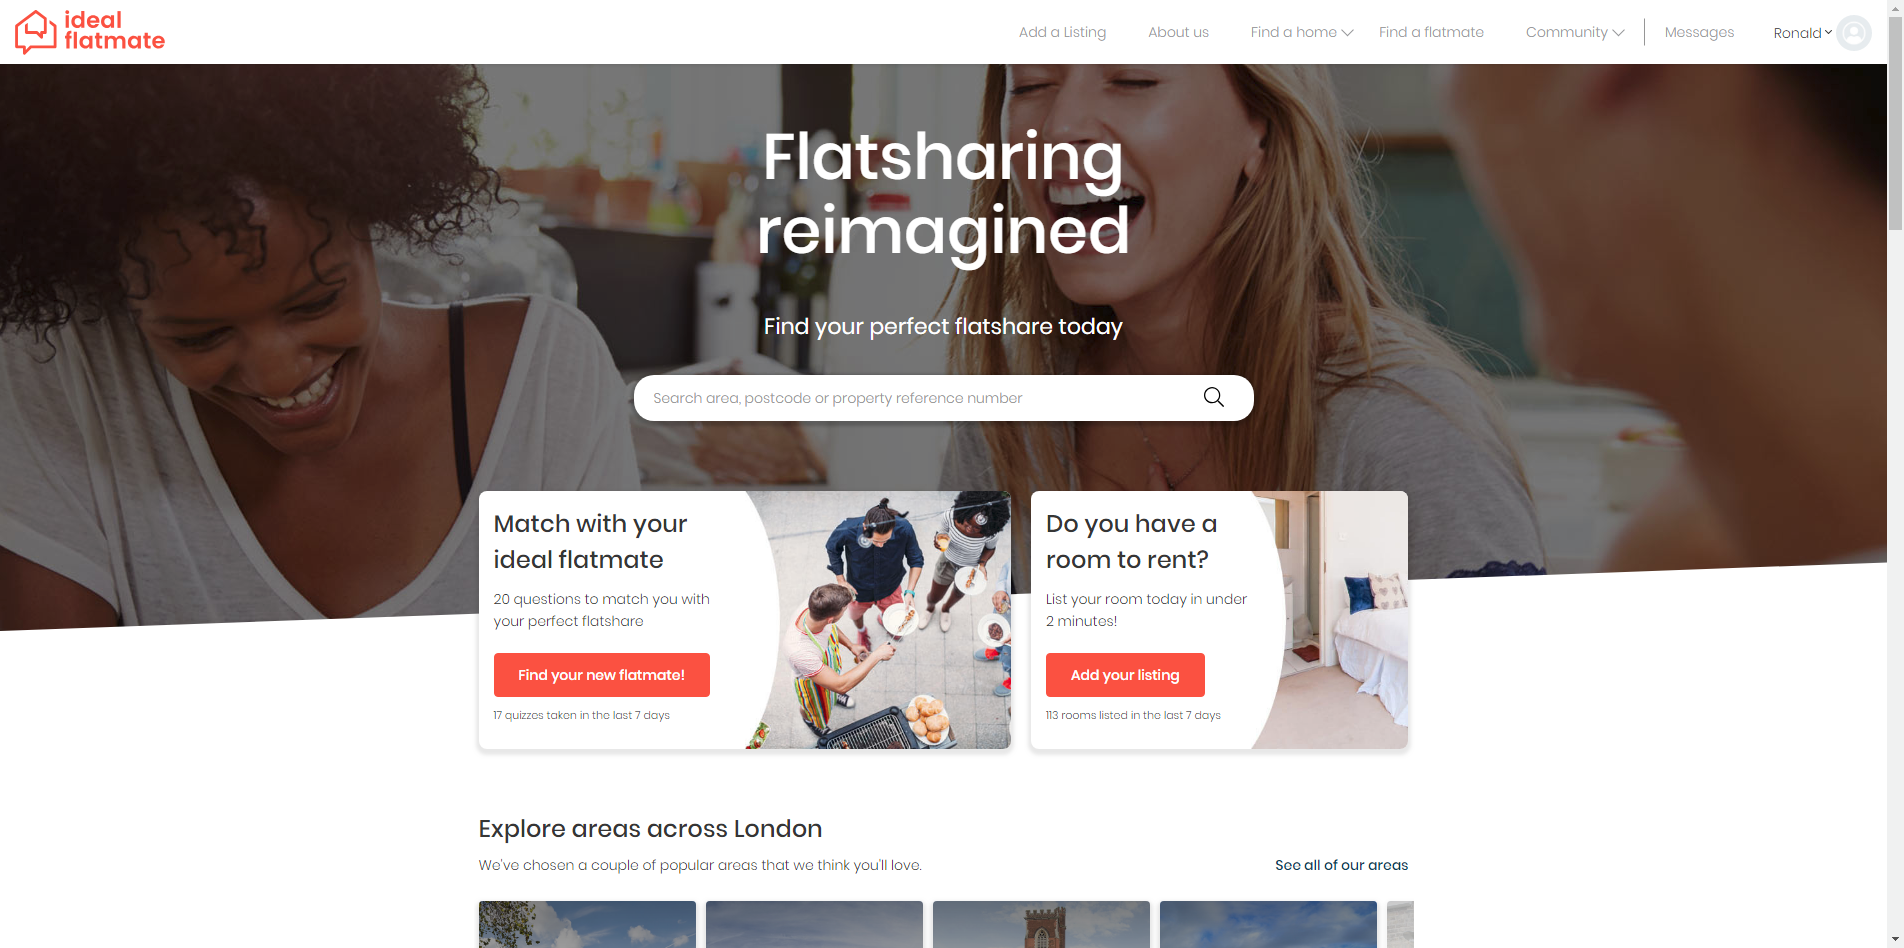 ideal
flatmate
Add a Listing
About us
Find a home
Find a flatmate
Community
Messages
Ronald
Flatsharing
reimagined
Find your perfect flatshare today
Search area, postcode or property reference number
Match with your
ideal flatmate
20 questions to match you with
your perfect flatshare
Find your new flatmate!
17 quizzes taken in the last 7 days
Do you have a
room to rent?
List your room today in under
2 minutes!
Add your listing
113 rooms listed in the last 7 days
Explore areas across London
We've chosen a couple of popular areas that we think you'll love.
See all of our areas